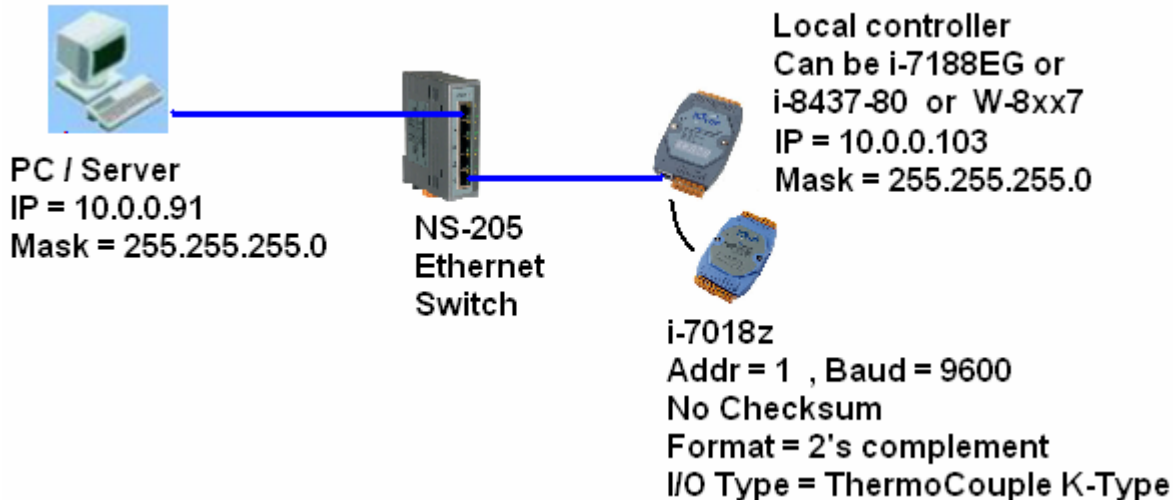 PC / Server
IP = 10.0.0.91
Mask = 255.255.255.0
NS-205
Ethernet
Switch
Local controller
Can be i-7188EG or
i-8437-80 or W-8xx7
IP = 10.0.0.103
Mask = 255.255.255.0
i-7018z
Addr = 1 , Baud = 9600
No Checksum
Format = 2's complement
I/O Type = ThermoCouple K-Type